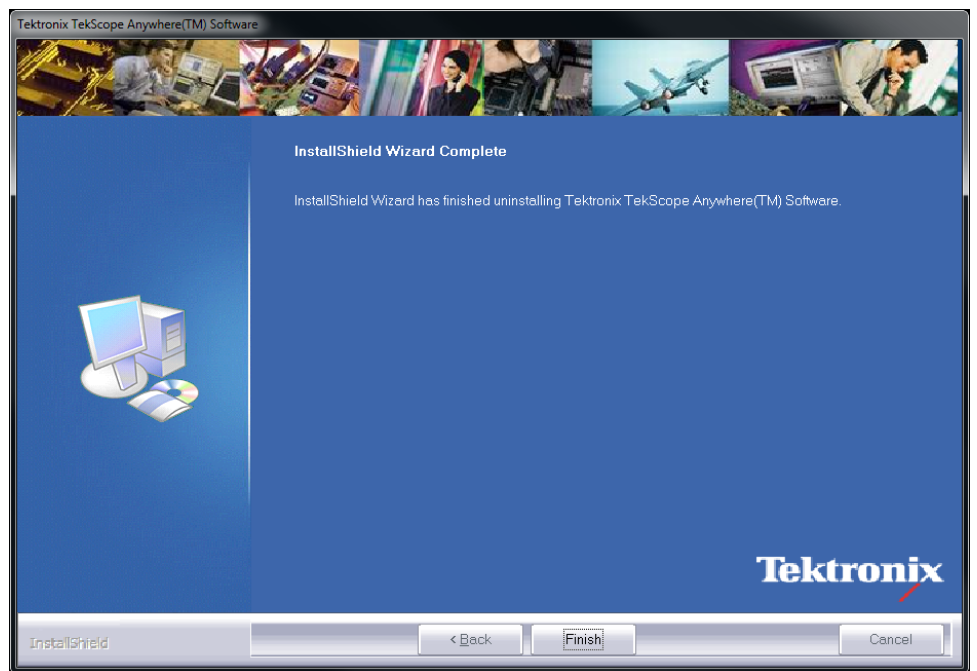 Tektronix TekScope Anywhere(TM) Software
InstallShield Wizard Complete
InstallShield Wizard has finished uninstalling Tektronix TekScope Anywhere(TM) Software.
Tektronix
InstallShield
< Back
Finish
Cancel